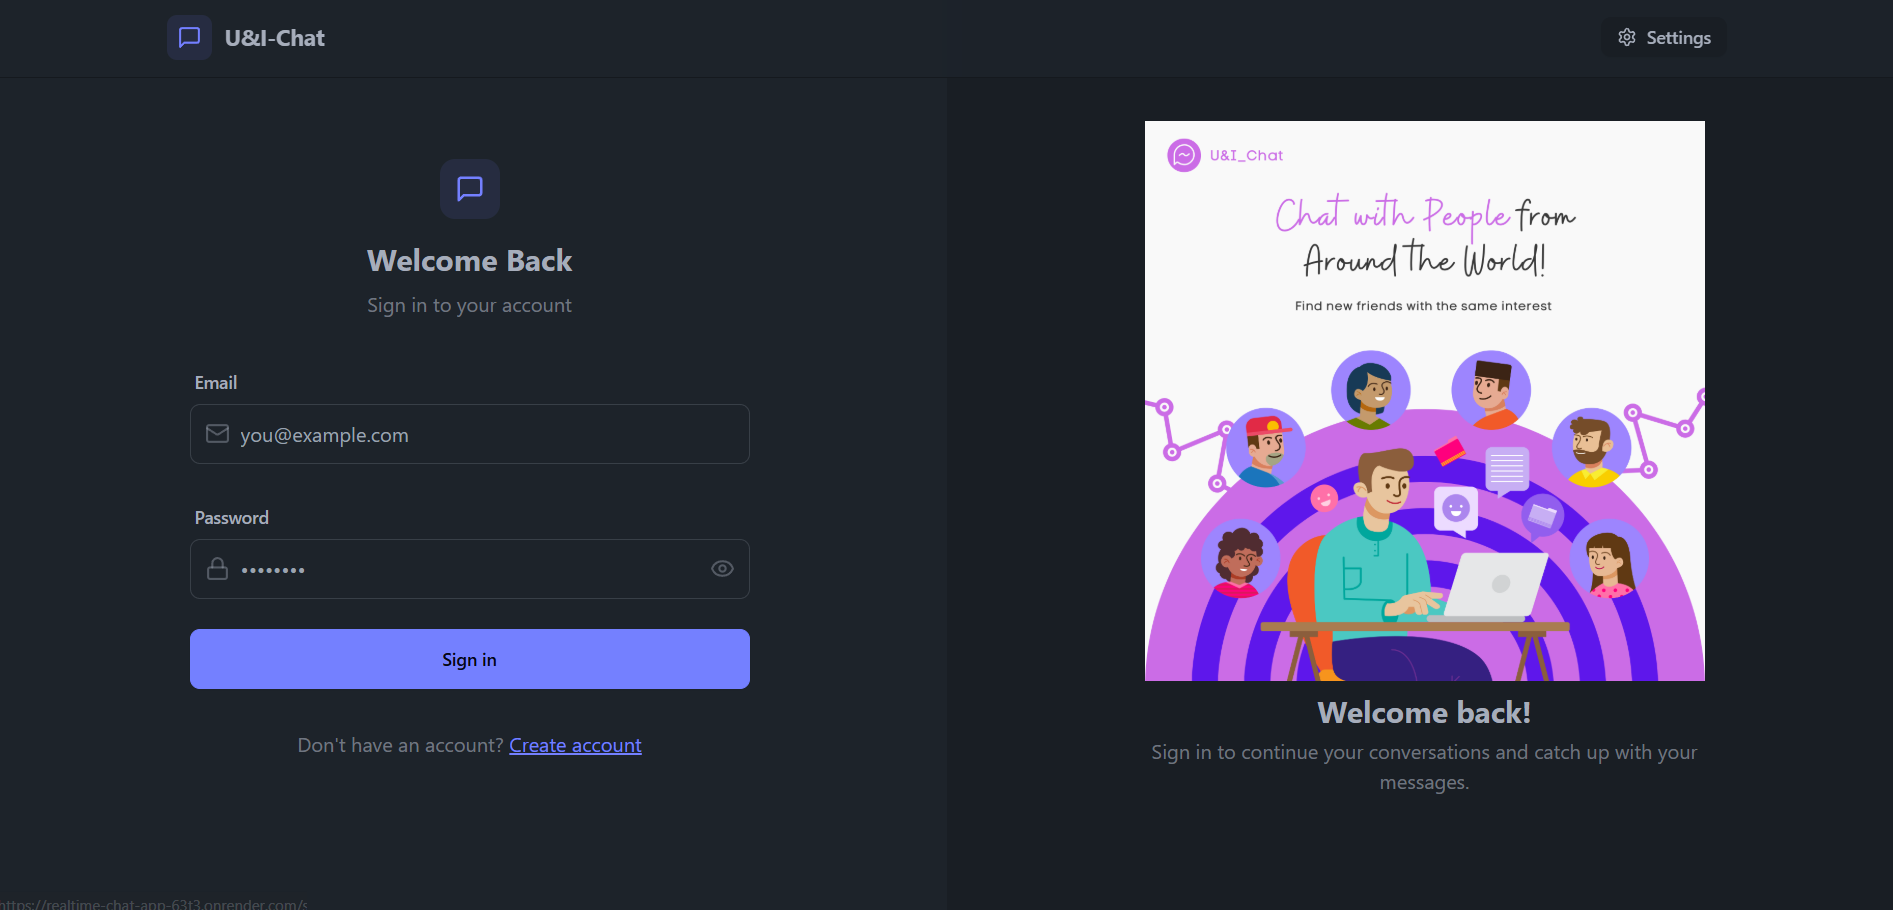 U&I-Chat
Settings
Welcome Back
Sign in to your account
Email
you@example.com
Password
••••••••
Sign in
Don't have an account? Create account
U&I_Chat
Chat with People from
Around the World!
Find new friends with the same interest
Welcome back!
Sign in to continue your conversations and catch up with your
messages.
https://realtime-chat-app-63t3.onrender.com/s